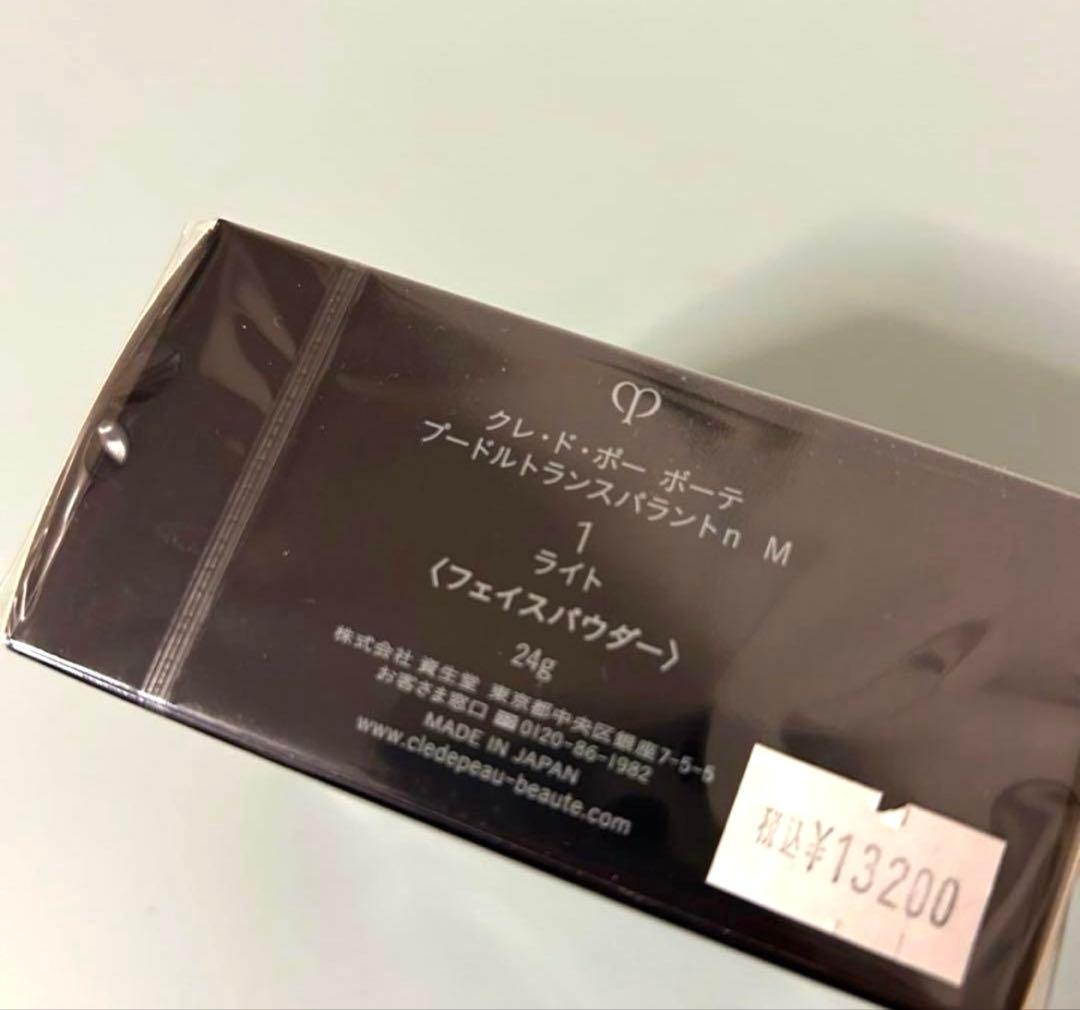 クレ・ド・ポー ボーテ
プードルトランスパラントn M
1
ライト
〈フェイスパウダー〉
24g
株式会社 資生堂 東京都中央区銀座7-5-5
お客さま窓口 0120-86-1982
MADE IN JAPAN
www.cledepeau-beaute.com
税込¥13200